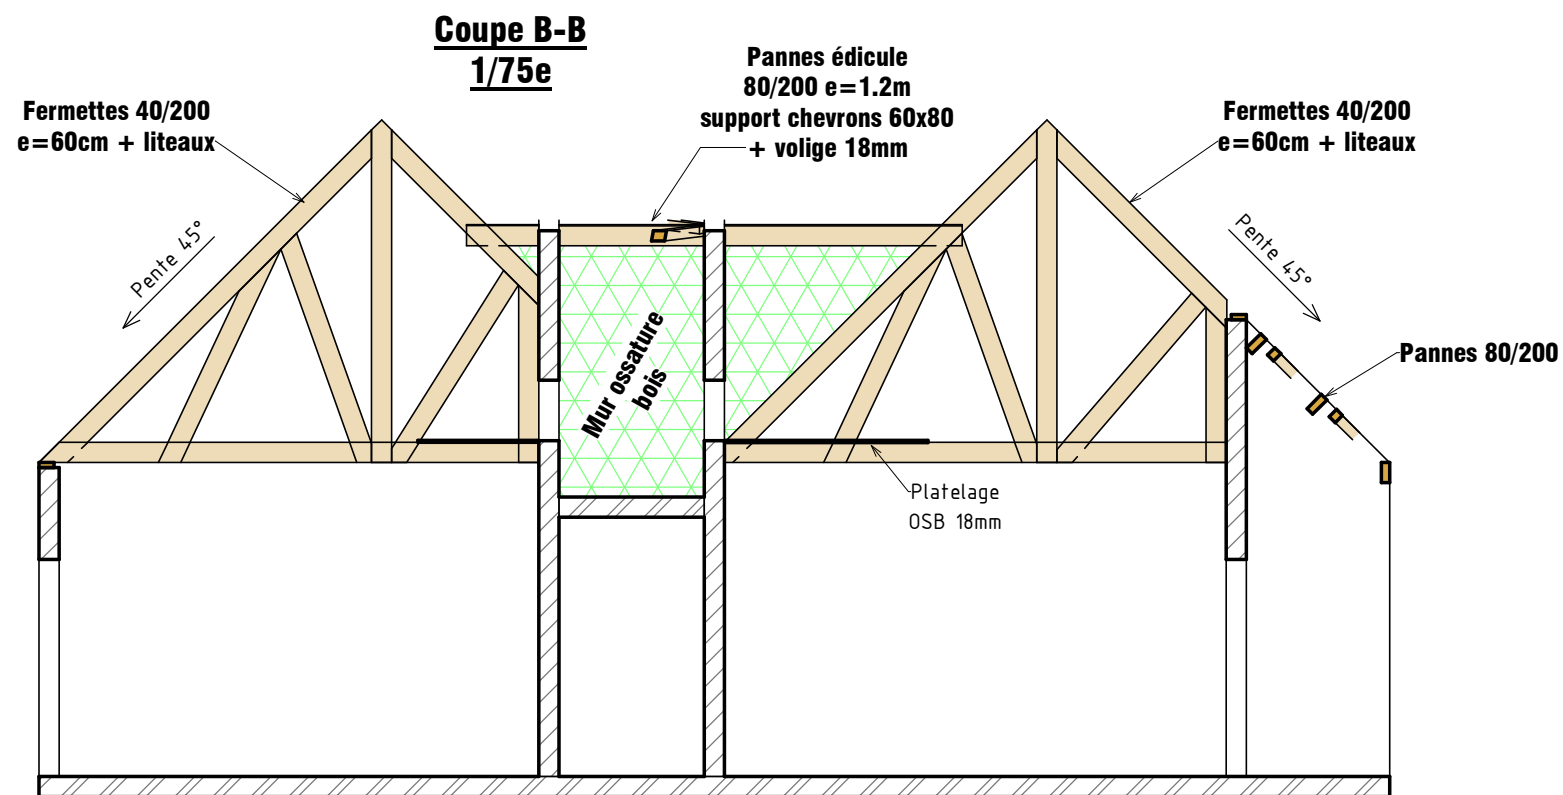 Coupe B-B
1/75e
Pannes édicule
80/200 e=1.2m
support chevrons 60x80
+ volige 18mm
Fermettes 40/200
e=60cm + liteaux
Fermettes 40/200
e=60cm + liteaux
Pente 45°
Pente 45°
Mur ossature
bois
Pannes 80/200
Platelage
OSB 18mm